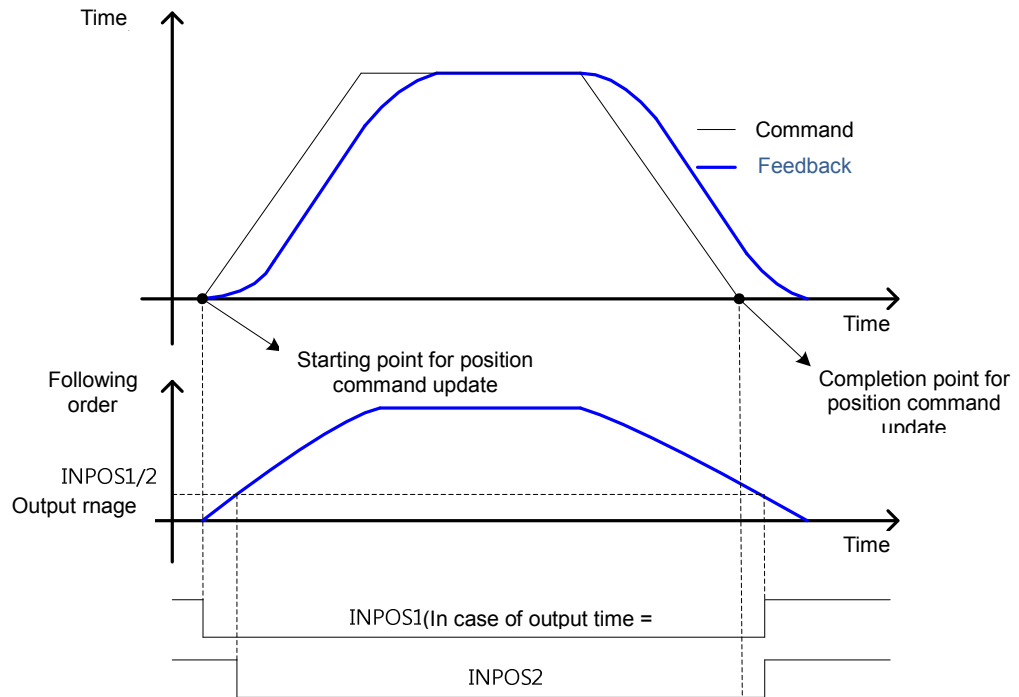 Time
Command
Feedback
Time
Starting point for position
command update
Completion point for
position command
update
Following
order
INPOS1/2
Output rnage
Time
INPOS1(In case of output time =
INPOS2